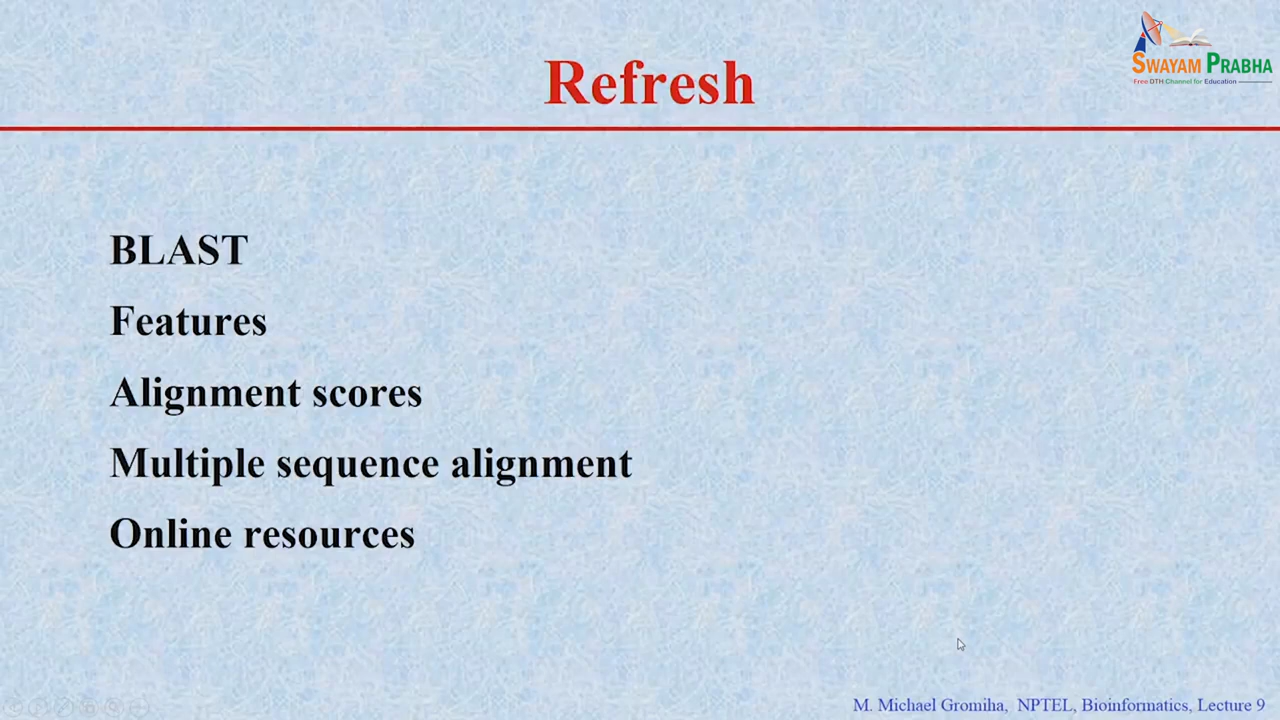 Refresh
SWAYAM PRABHA
Free DTH Channel for Education
BLAST
Features
Alignment scores
Multiple sequence alignment
Online resources
M. Michael Gromiha, NPTEL, Bioinformatics, Lecture 9